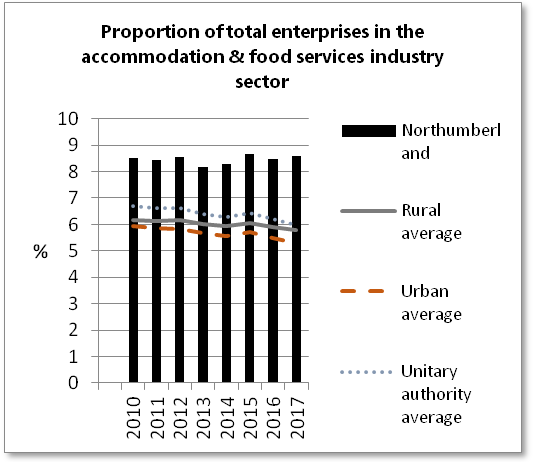 Proportion of total enterprises in the
accommodation & food services industry
sector
10
9
8
7
6
5
4
3
2
1
0
%
2010
2011
2012
2013
2014
2015
2016
2017
Northumberl
and
Rural
average
Urban
average
Unitary
authority
average